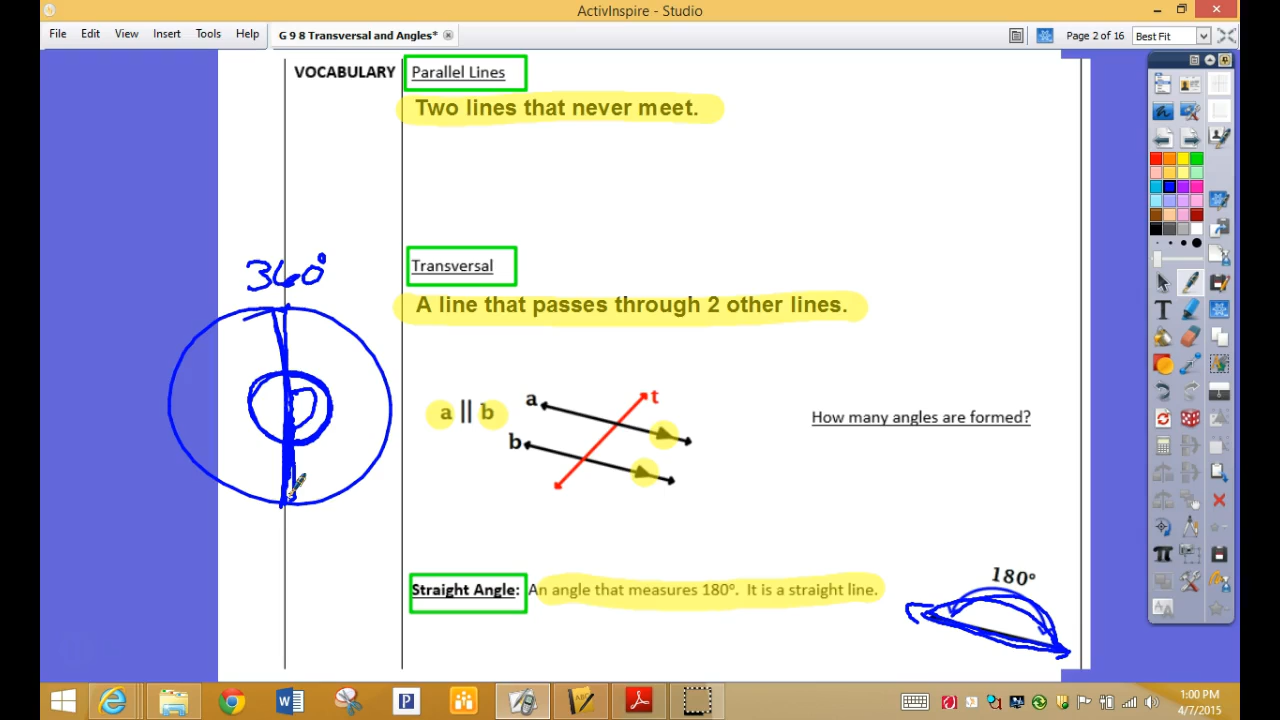 ActivInspire - Studio
File Edit View Insert Tools Help
G 9 8 Transversal and Angles*
Page 2 of 16
Best Fit
VOCABULARY
Parallel Lines
Two lines that never meet.
360°
Transversal
A line that passes through 2 other lines.
a || b
a
t
b
How many angles are formed?
Straight Angle: An angle that measures 180°. It is a straight line.
180°
1:00 PM
4/7/2015